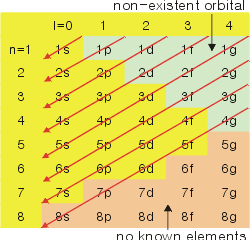 non-existent orbital
l=0 1 2 3 4
n=1 1s 1p 1d 1f 1g
2 2s 2p 2d 2f 2g
3 3s 3p 3d 3f 3g
4 4s 4p 4d 4f 4g
5 5s 5p 5d 5f 5g
6 6s 6p 6d 6f 6g
7 7s 7p 7d 7f 7g
8 8s 8p 8d 8f 8g
no known elements